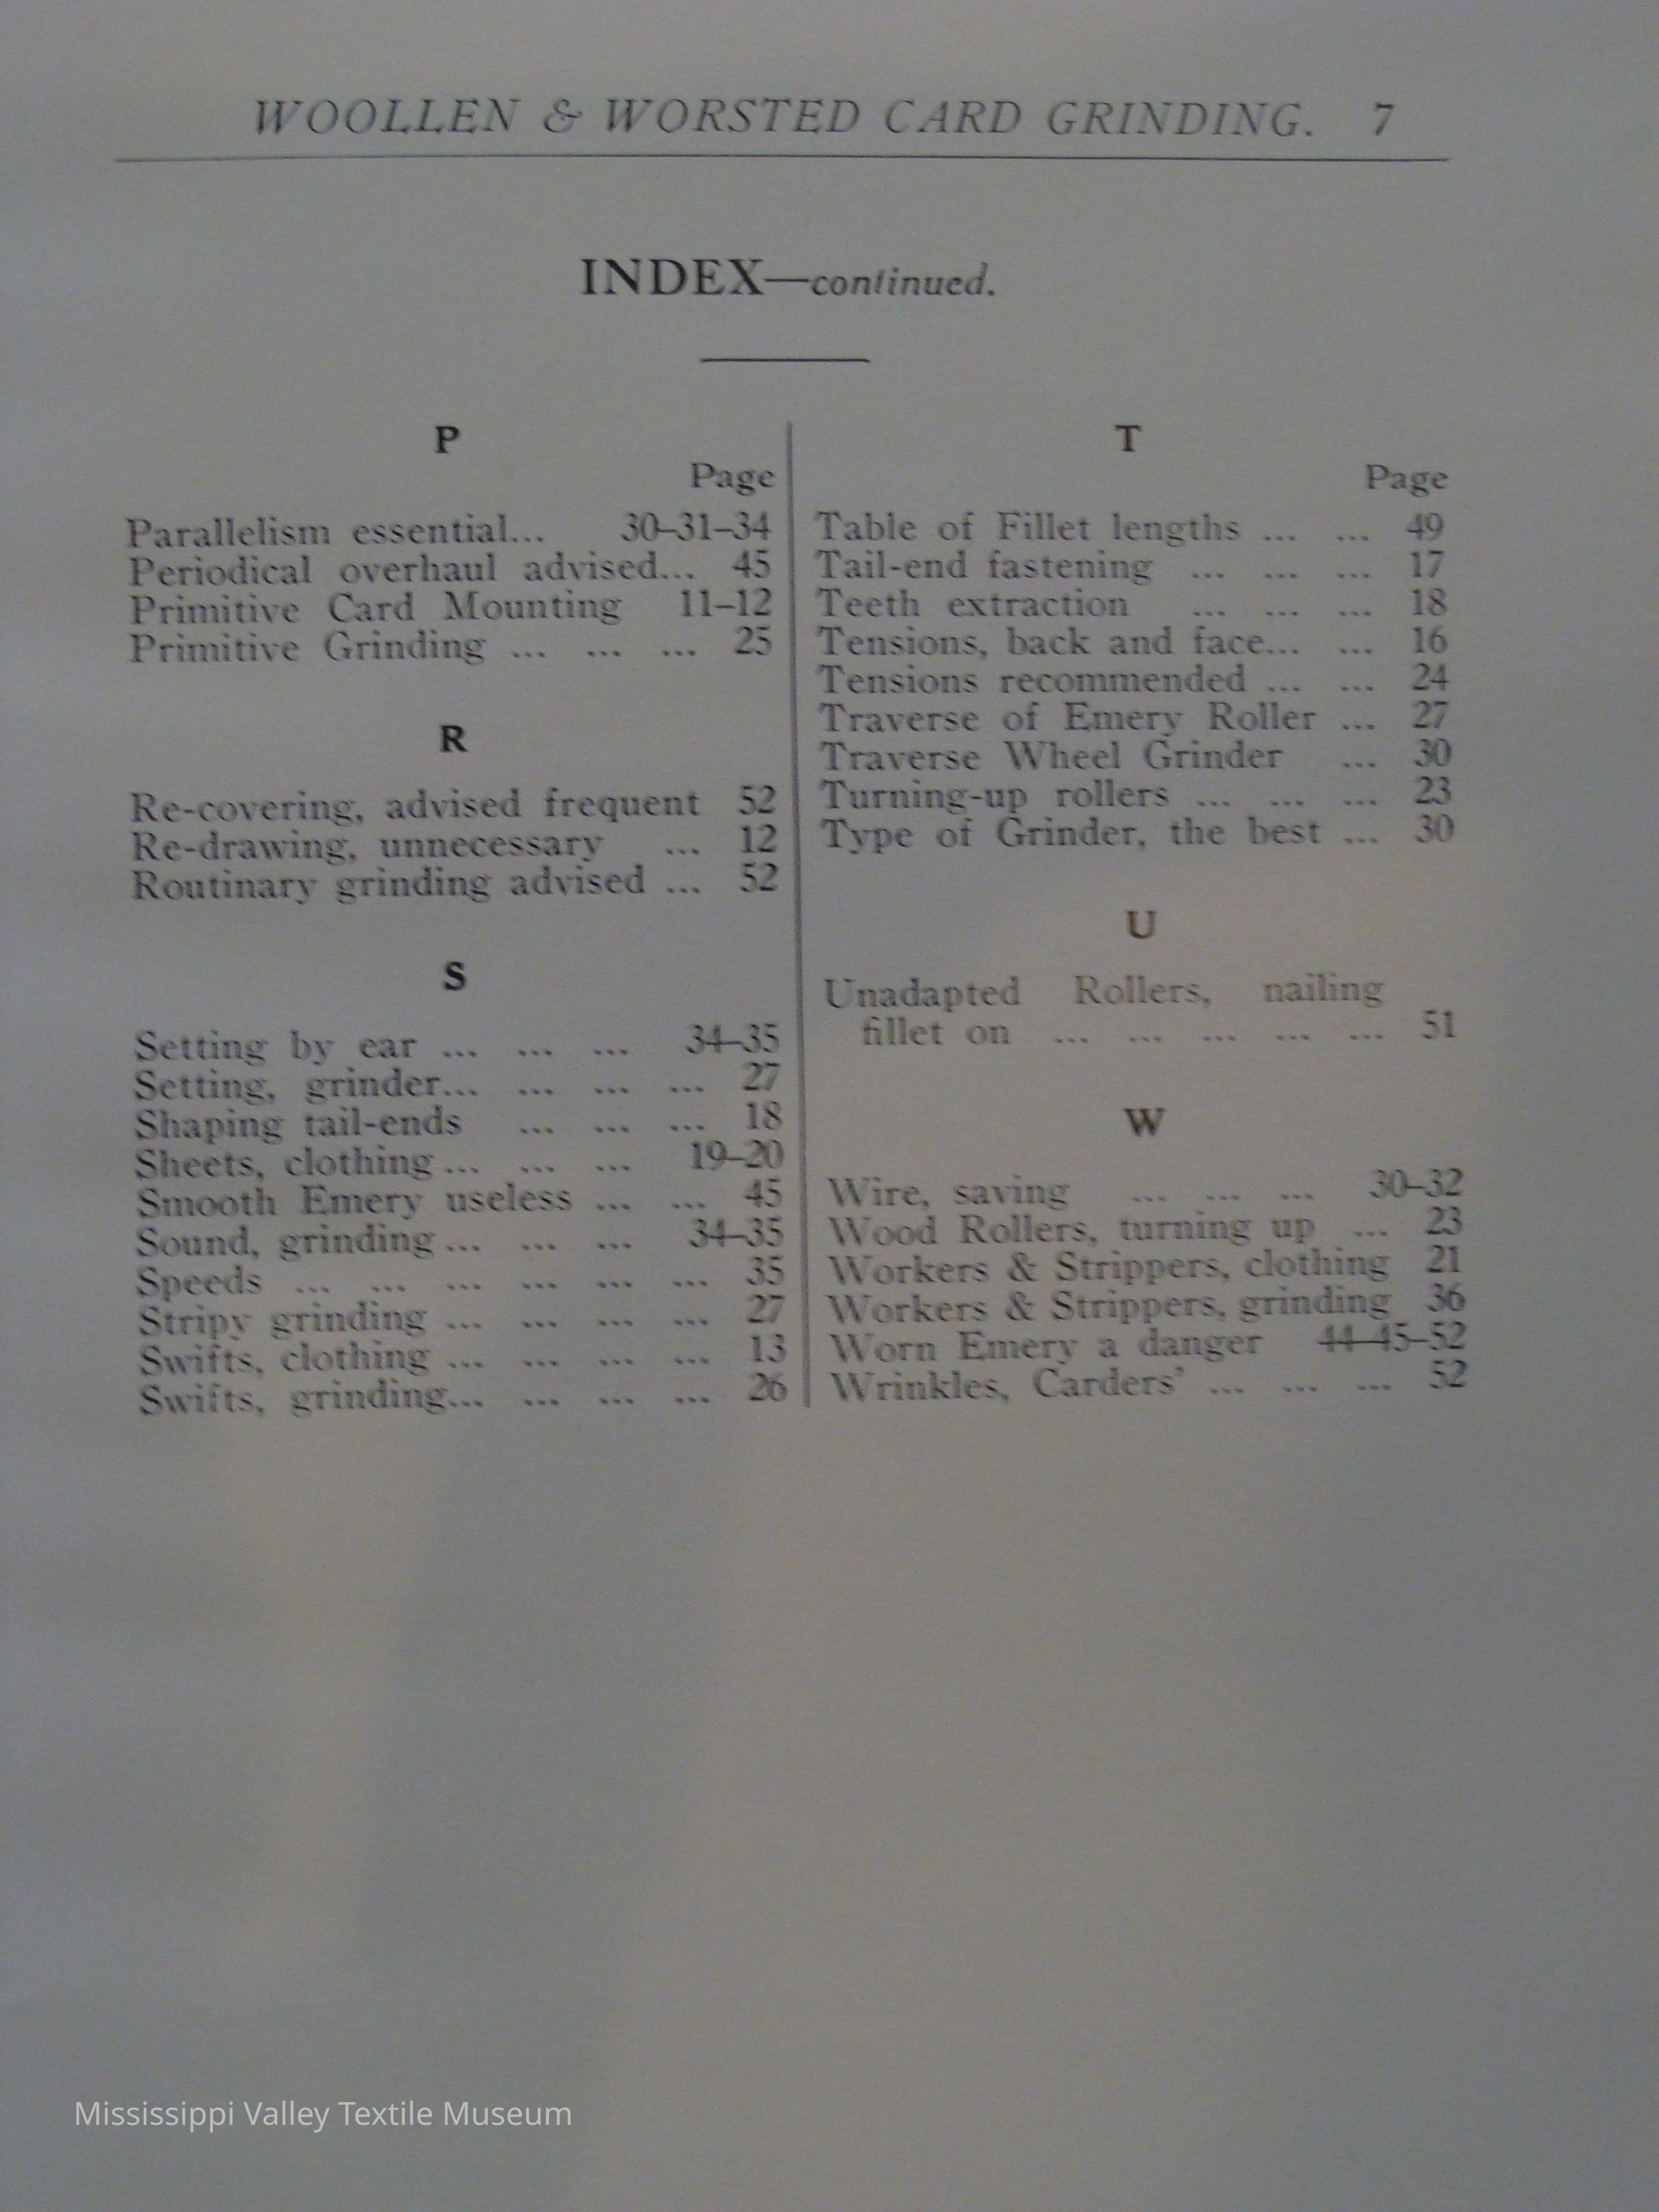 WOOLLEN & WORSTED CARD GRINDING. 7
INDEX—continued.
P
Page
Parallelism essential... 30–31–34
Periodical overhaul advised... 45
Primitive Card Mounting 11–12
Primitive Grinding ... ... ... 25
R
Re-covering, advised frequent 52
Re-drawing, unnecessary ... 12
Routinary grinding advised ... 52
S
Setting by ear ... ... ... 34–35
Setting, grinder... ... ... ... 27
Shaping tail-ends ... ... ... 18
Sheets, clothing ... ... ... 19–20
Smooth Emery useless ... ... 45
Sound, grinding ... ... ... 34–35
Speeds ... ... ... ... ... ... 35
Stripy grinding ... ... ... ... 27
Swifts, clothing ... ... ... ... 13
Swifts, grinding... ... ... ... 26
T
Page
Table of Fillet lengths ... ... 49
Tail-end fastening ... ... ... 17
Teeth extraction ... ... ... 18
Tensions, back and face... ... 16
Tensions recommended ... ... 24
Traverse of Emery Roller ... 27
Traverse Wheel Grinder ... 30
Turning-up rollers ... ... ... 23
Type of Grinder, the best ... 30
U
Unadapted Rollers, nailing
fillet on ... ... ... ... ... 51
W
Wire, saving ... ... ... 30–32
Wood Rollers, turning up ... 23
Workers & Strippers, clothing 21
Workers & Strippers, grinding 36
Worn Emery a danger 44–45–52
Wrinkles, Carders' ... ... ... 52
Mississippi Valley Textile Museum